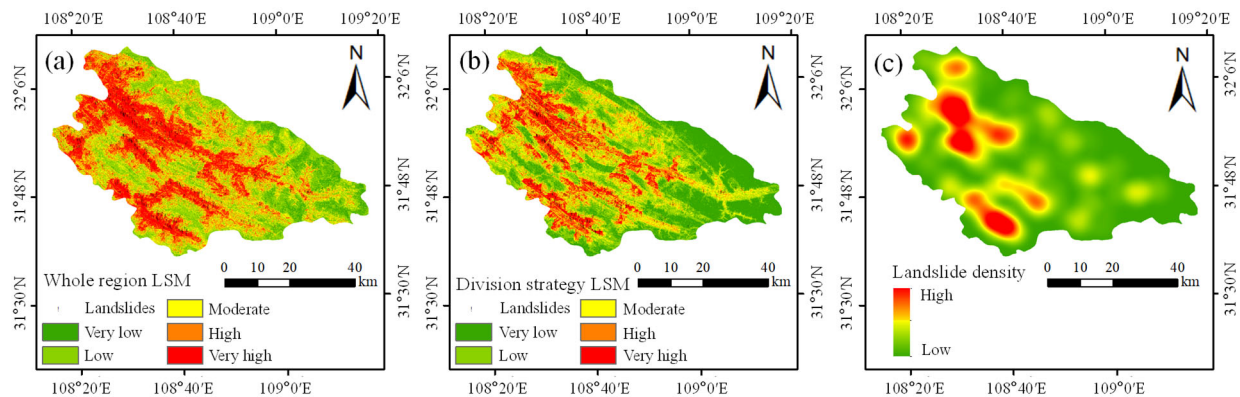 108°20′E 108°40′E 109°0′E 109°20′E
108°20′E 108°40′E 109°0′E 109°20′E
108°20′E 108°40′E 109°0′E 109°20′E
(a)
N
32°6′N
31°48′N
31°30′N
0 10 20 40
km
Whole region LSM
Landslides
Moderate
Very low
High
Low
Very high
32°6′N
31°48′N
31°30′N
(b)
N
32°6′N
31°48′N
31°30′N
0 10 20 40
km
Division strategy LSM
Landslides
Moderate
Very low
High
Low
Very high
32°6′N
31°48′N
31°30′N
(c)
N
0 10 20 40
km
Landslide density
High
Low
32°6′N
31°48′N
31°30′N
108°20′E 108°40′E 109°0′E
108°20′E 108°40′E 109°0′E
108°20′E 108°40′E 109°0′E